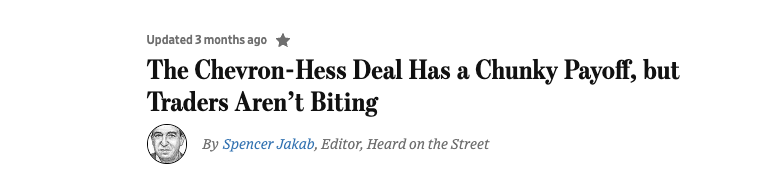 Updated 3 months ago
The Chevron-Hess Deal Has a Chunky Payoff, but
Traders Aren’t Biting
By Spencer Jakab, Editor, Heard on the Street